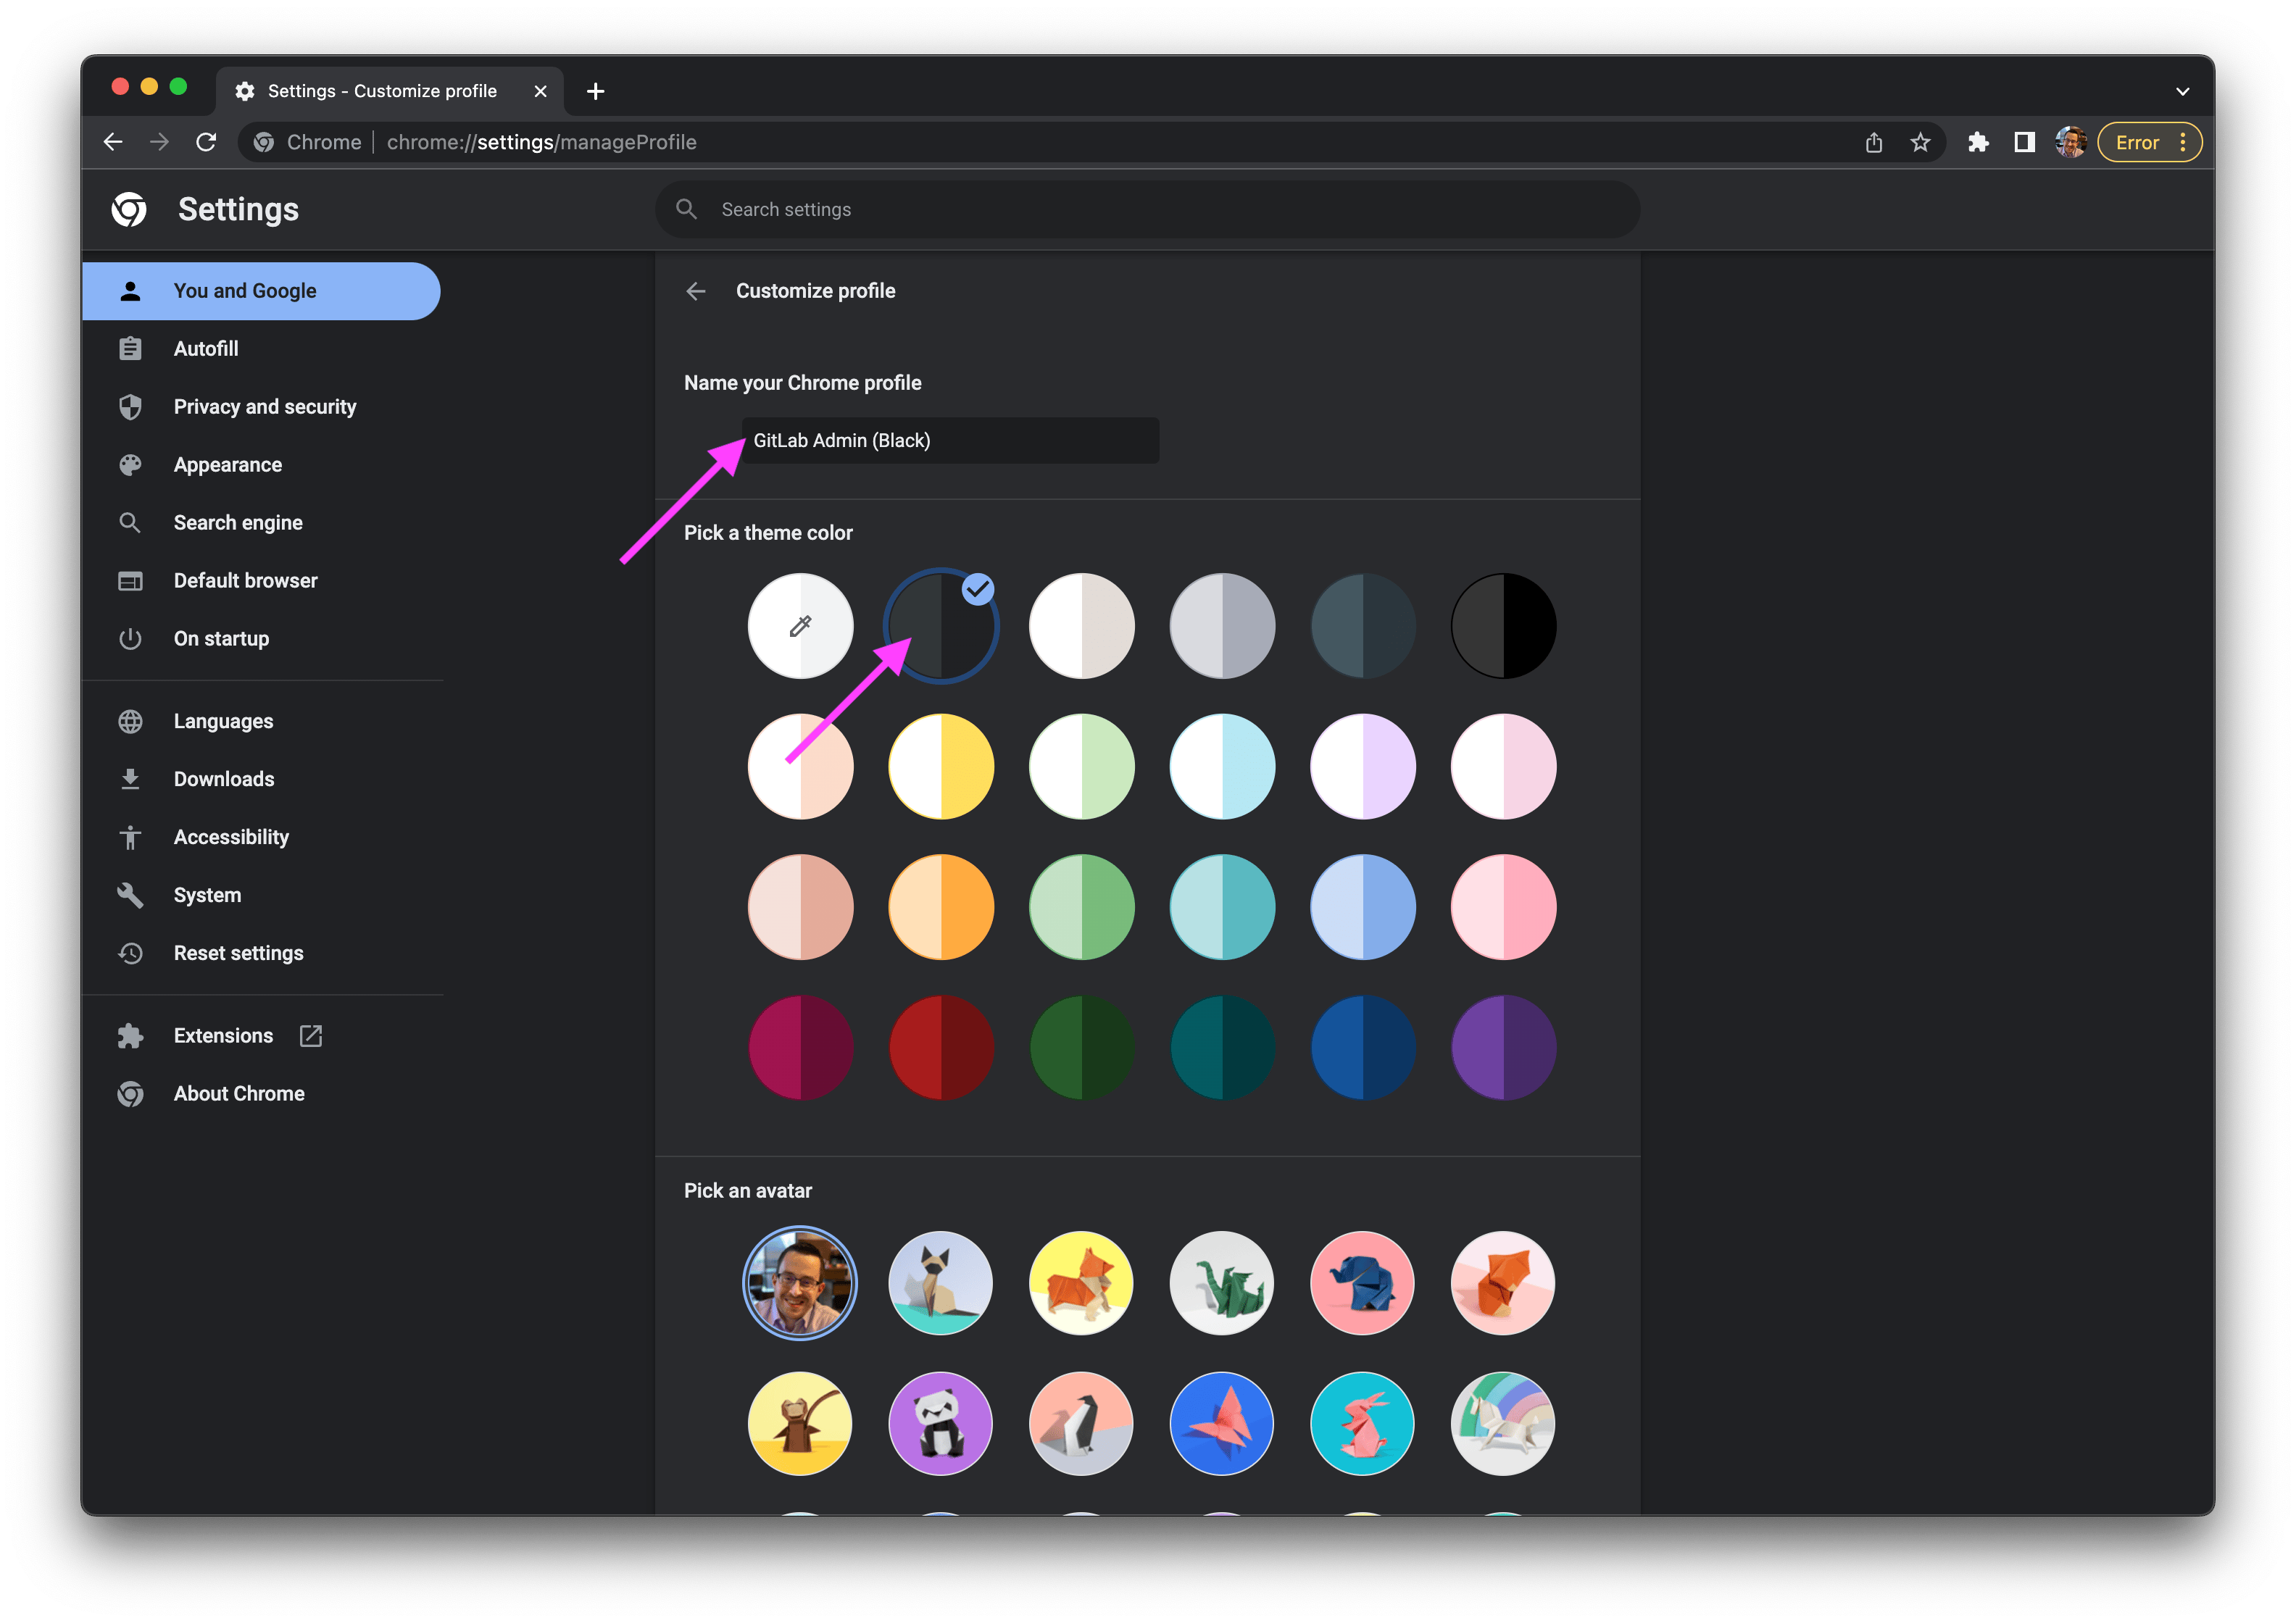 Settings - Customize profile
Chrome
chrome://settings/manageProfile
Error
Settings
Search settings
You and Google
Autofill
Privacy and security
Appearance
Search engine
Default browser
On startup
Languages
Downloads
Accessibility
System
Reset settings
Extensions
About Chrome
Customize profile
Name your Chrome profile
GitLab Admin (Black)
Pick a theme color
Pick an avatar